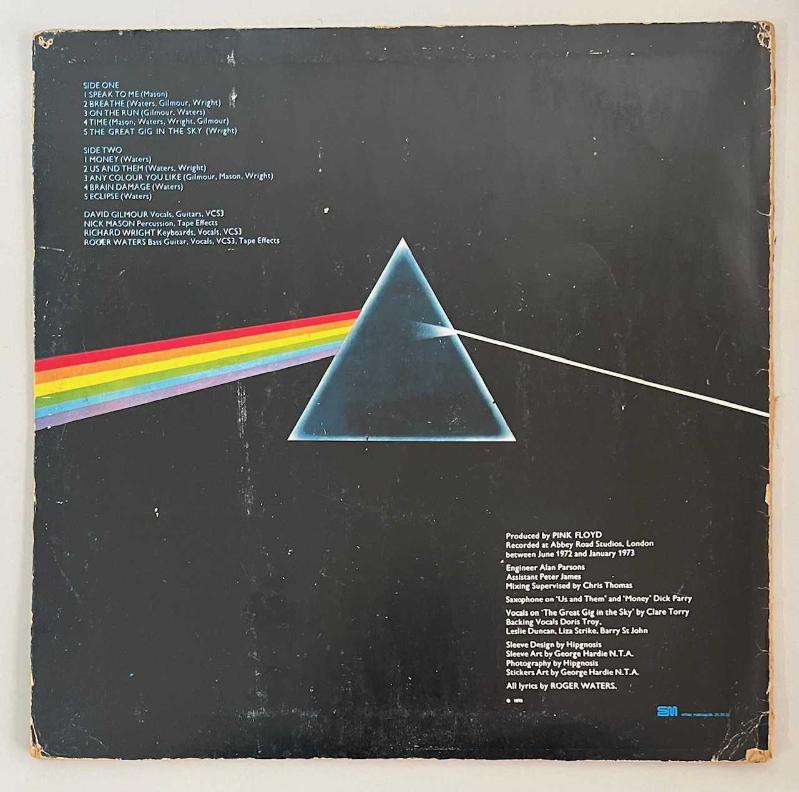 SIDE ONE
1 SPEAK TO ME (Mason)
2 BREATHE (Waters, Gilmour, Wright)
3 ON THE RUN (Gilmour, Waters)
4 TIME (Mason, Waters, Wright, Gilmour)
5 THE GREAT GIG IN THE SKY (Wright)
SIDE TWO
1 MONEY (Waters)
2 US AND THEM (Waters, Wright)
3 ANY COLOUR YOU LIKE (Gilmour, Mason, Wright)
4 BRAIN DAMAGE (Waters)
5 ECLIPSE (Waters)
DAVID GILMOUR Vocals, Guitars, VCS3
NICK MASON Percussion, Tape Effects
RICHARD WRIGHT Keyboards, Vocals, VCS3
ROGER WATERS Bass Guitar, Vocals, VCS3, Tape Effects
Produced by PINK FLOYD
Recorded at Abbey Road Studios, London
between June 1972 and January 1973
Engineer Alan Parsons
Assistant Peter James
Mixing Supervised by Chris Thomas
Saxophone on 'Us and Them' and 'Money' Dick Parry
Vocals on 'The Great Gig in the Sky' by Clare Torry
Backing Vocals Doris Troy,
Leslie Duncan, Liza Strike, Barry St John
Sleeve Design by Hipgnosis
Sleeve Art by George Hardie N.T.A.
Photography by Hipgnosis
Stickers Art by George Hardie N.T.A.
All lyrics by ROGER WATERS.
SM